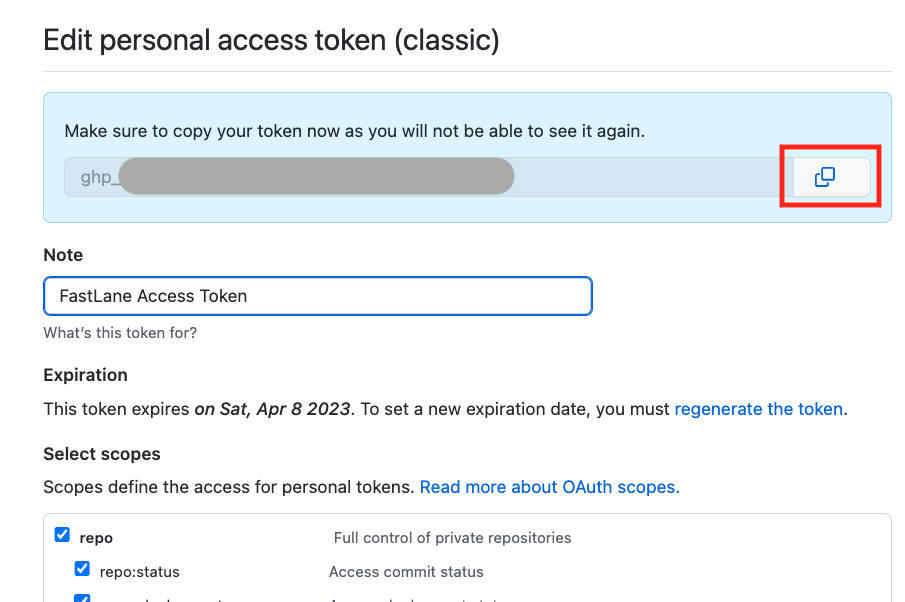 Edit personal access token (classic)
Make sure to copy your token now as you will not be able to see it again.
ghp_
Note
FastLane Access Token
What's this token for?
Expiration
This token expires on Sat, Apr 8 2023. To set a new expiration date, you must regenerate the token.
Select scopes
Scopes define the access for personal tokens. Read more about OAuth scopes.
repo Full control of private repositories
repo:status Access commit status